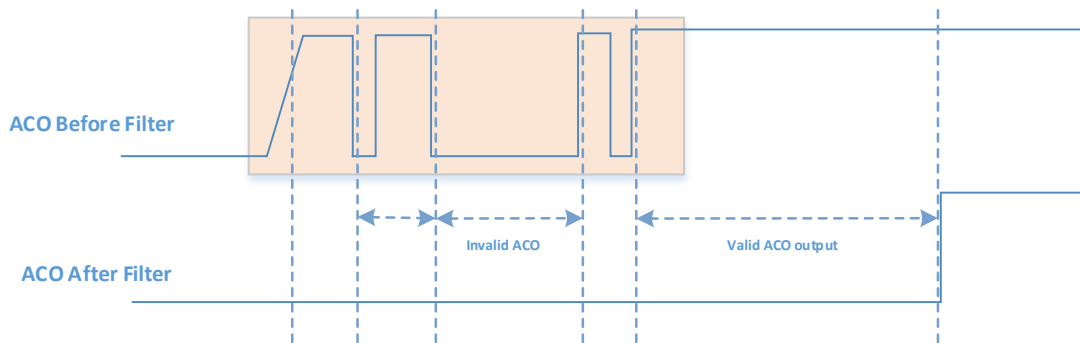 ACO Before Filter
Invalid ACO
Valid ACO output
ACO After Filter